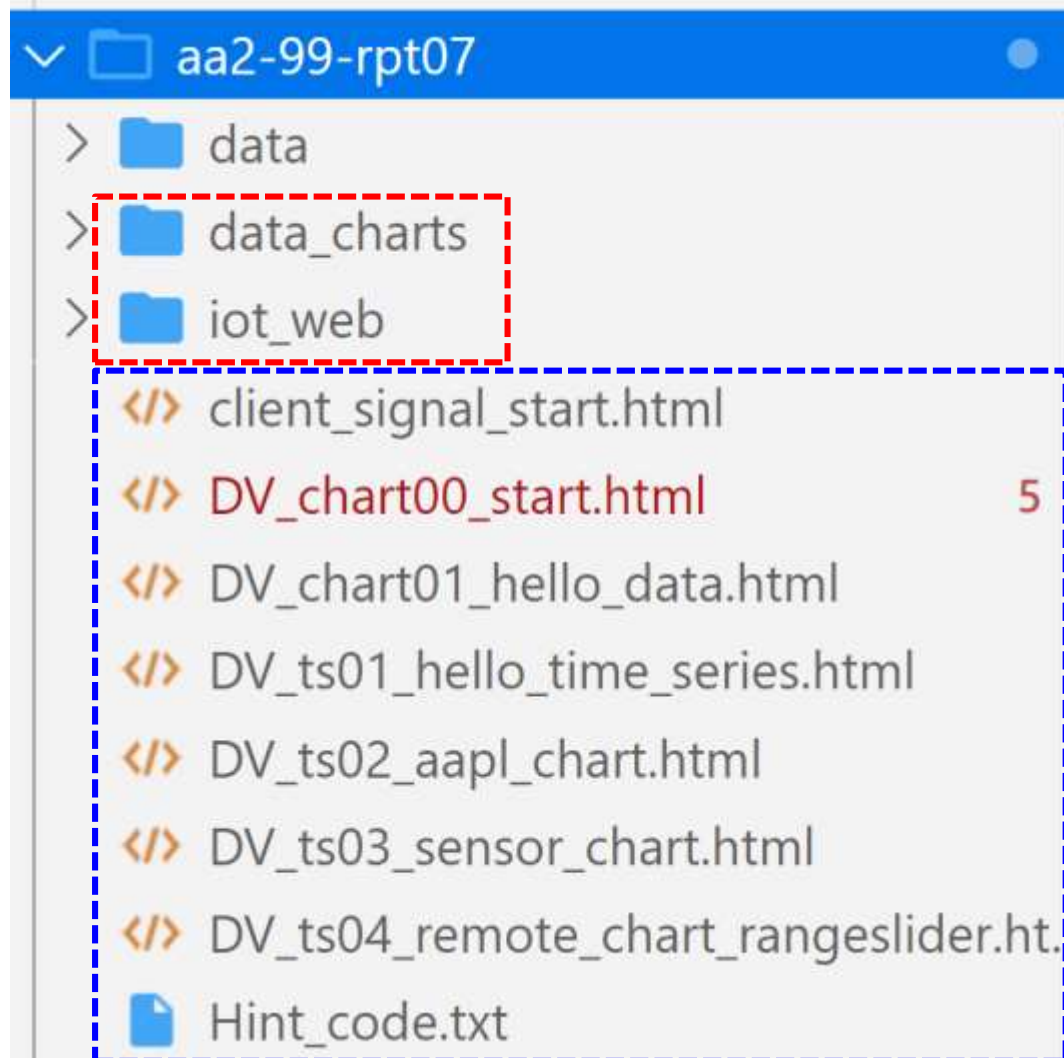 aa2-99-rpt07
data
data_charts
iot_web
client_signal_start.html
DV_chart00_start.html 5
DV_chart01_hello_data.html
DV_ts01_hello_time_series.html
DV_ts02_aapl_chart.html
DV_ts03_sensor_chart.html
DV_ts04_remote_chart_rangeslider.ht.
Hint_code.txt